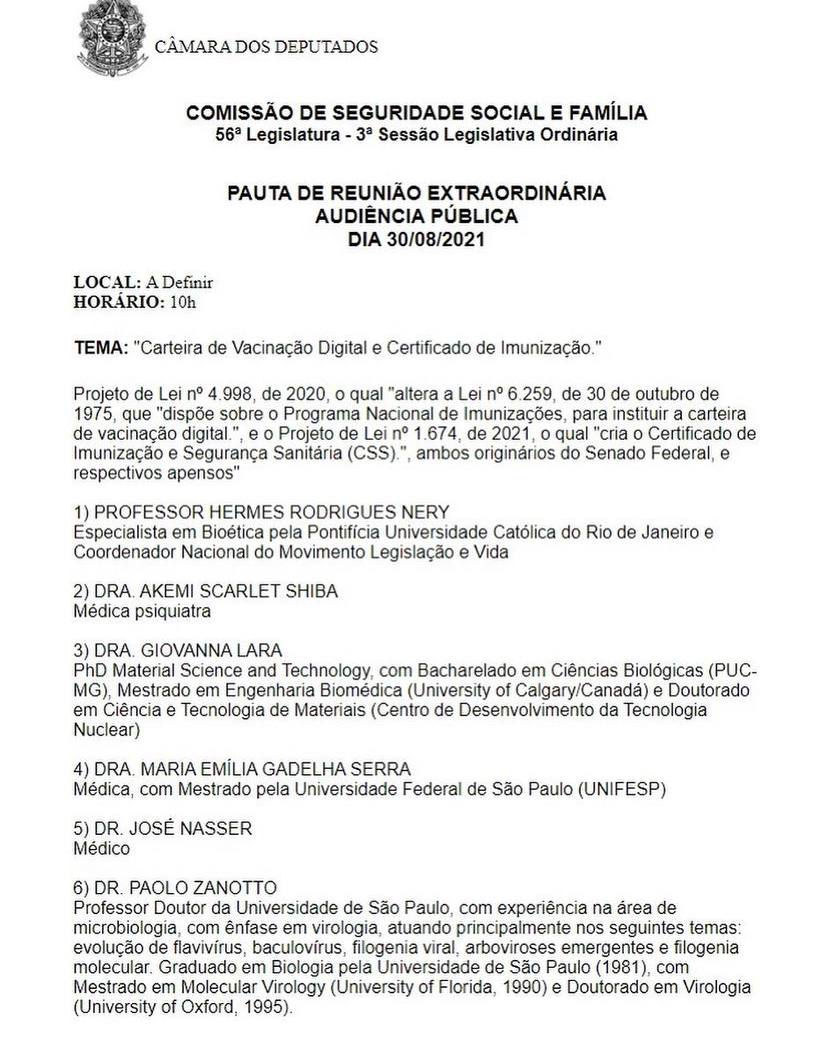 CÂMARA DOS DEPUTADOS
COMISSÃO DE SEGURIDADE SOCIAL E FAMÍLIA
56ª Legislatura - 3ª Sessão Legislativa Ordinária
PAUTA DE REUNIÃO EXTRAORDINÁRIA
AUDIÊNCIA PÚBLICA
DIA 30/08/2021
LOCAL: A Definir
HORÁRIO: 10h
TEMA: "Carteira de Vacinação Digital e Certificado de Imunização."
Projeto de Lei nº 4.998, de 2020, o qual "altera a Lei nº 6.259, de 30 de outubro de
1975, que "dispõe sobre o Programa Nacional de Imunizações, para instituir a carteira
de vacinação digital.", e o Projeto de Lei nº 1.674, de 2021, o qual "cria o Certificado de
Imunização e Segurança Sanitária (CSS).", ambos originários do Senado Federal, e
respectivos apensos"
1) PROFESSOR HERMES RODRIGUES NERY
Especialista em Bioética pela Pontifícia Universidade Católica do Rio de Janeiro e
Coordenador Nacional do Movimento Legislação e Vida
2) DRA. AKEMI SCARLET SHIBA
Médica psiquiatra
3) DRA. GIOVANNA LARA
PhD Material Science and Technology, com Bacharelado em Ciências Biológicas (PUC-
MG), Mestrado em Engenharia Biomédica (University of Calgary/Canadá) e Doutorado
em Ciência e Tecnologia de Materiais (Centro de Desenvolvimento da Tecnologia
Nuclear)
4) DRA. MARIA EMÍLIA GADELHA SERRA
Médica, com Mestrado pela Universidade Federal de São Paulo (UNIFESP)
5) DR. JOSÉ NASSER
Médico
6) DR. PAOLO ZANOTTO
Professor Doutor da Universidade de São Paulo, com experiência na área de
microbiologia, com ênfase em virologia, atuando principalmente nos seguintes temas:
evolução de flavivírus, baculovírus, filogenia viral, arboviroses emergentes e filogenia
molecular. Graduado em Biologia pela Universidade de São Paulo (1981), com
Mestrado em Molecular Virology (University of Florida, 1990) e Doutorado em Virologia
(University of Oxford, 1995).